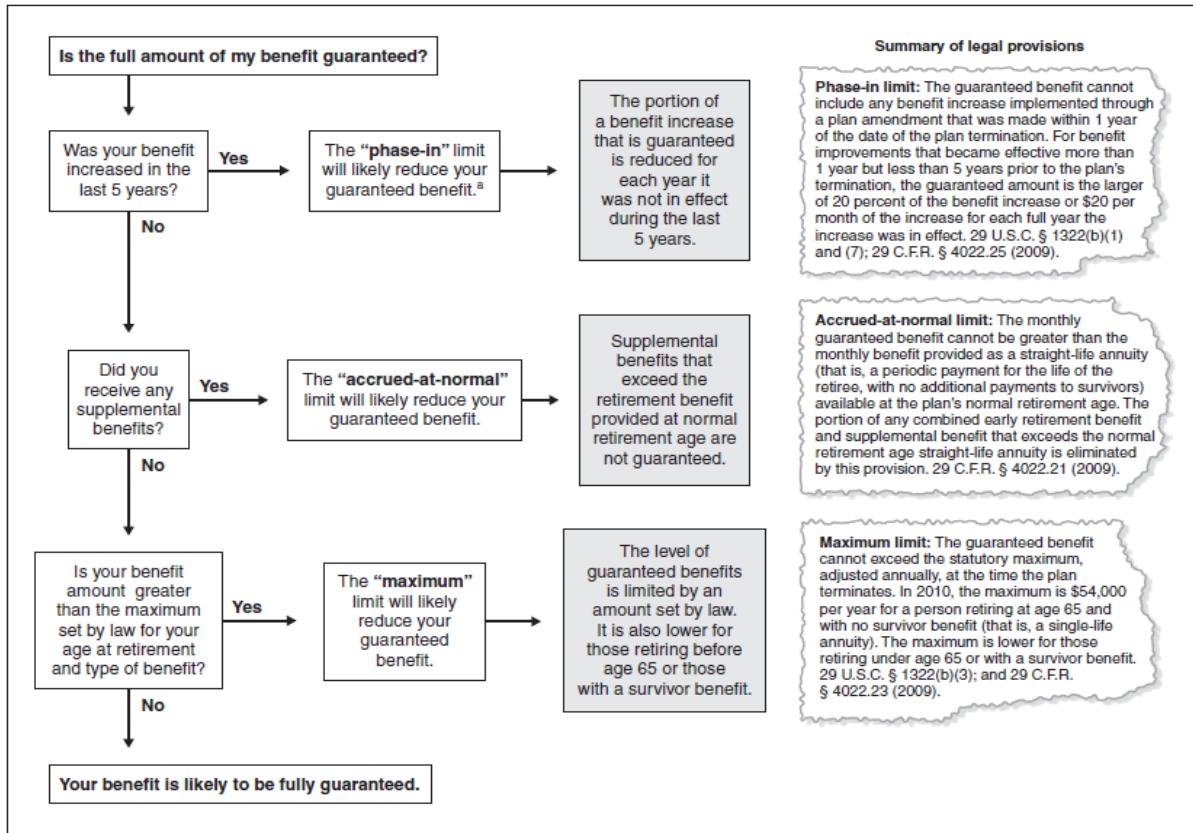 Is the full amount of my benefit guaranteed?
Summary of legal provisions
Was your benefit
increased in the
last 5 years?
Yes
The “phase-in” limit
will likely reduce your
guaranteed benefit.a
The portion of
a benefit increase
that is guaranteed
is reduced for
each year it
was not in effect
during the last
5 years.
Phase-in limit: The guaranteed benefit cannot
include any benefit increase implemented through
a plan amendment that was made within 1 year
of the date of the plan termination. For benefit
improvements that became effective more than
1 year but less than 5 years prior to the plan’s
termination, the guaranteed amount is the larger
of 20 percent of the benefit increase or $20 per
month of the increase for each full year the
increase was in effect. 29 U.S.C. § 1322(b)(1)
and (7); 29 C.F.R. § 4022.25 (2009).
No
Did you
receive any
supplemental
benefits?
Yes
The “accrued-at-normal”
limit will likely reduce your
guaranteed benefit.
Supplemental
benefits that
exceed the
retirement benefit
provided at normal
retirement age are
not guaranteed.
Accrued-at-normal limit: The monthly
guaranteed benefit cannot be greater than the
monthly benefit provided as a straight-life annuity
(that is, a periodic payment for the life of the
retiree, with no additional payments to survivors)
available at the plan’s normal retirement age. The
portion of any combined early retirement benefit
and supplemental benefit that exceeds the normal
retirement age straight-life annuity is eliminated
by this provision. 29 C.F.R. § 4022.21 (2009).
No
Is your benefit
amount greater
than the maximum
set by law for your
age at retirement
and type of benefit?
Yes
The “maximum”
limit will likely
reduce your
guaranteed
benefit.
The level of
guaranteed benefits
is limited by an
amount set by law.
It is also lower for
those retiring before
age 65 or those
with a survivor benefit.
Maximum limit: The guaranteed benefit
cannot exceed the statutory maximum,
adjusted annually, at the time the plan
terminates. In 2010, the maximum is $54,000
per year for a person retiring at age 65 and
with no survivor benefit (that is, a single-life
annuity). The maximum is lower for those
retiring under age 65 or with a survivor benefit.
29 U.S.C. § 1322(b)(3); and 29 C.F.R.
§ 4022.23 (2009).
No
Your benefit is likely to be fully guaranteed.